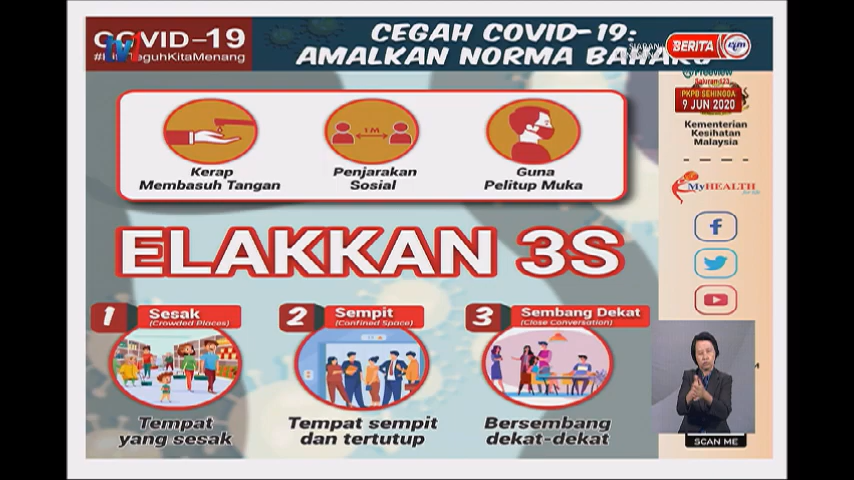 COVID-19
CEGAH COVID-19:
AMALKAN NORMA
BERITA
Saluran 123
PKPB SEHINGGA
9 JUN 2020
Kementerian
Kesihatan
Malaysia
MyHEALTH
1M
Kerap
Membasuh Tangan
Penjarakan
Sosial
Guna
Pelitup Muka
ELAKKAN 3S
1 Sesak
(Crowded Places)
2 Sempit
(Confined Space)
3 Sembang Dekat
(Close Conversation)
Tempat
yang sesak
Tempat sempit
dan tertutup
Bersembang
dekat-dekat
SCAN ME